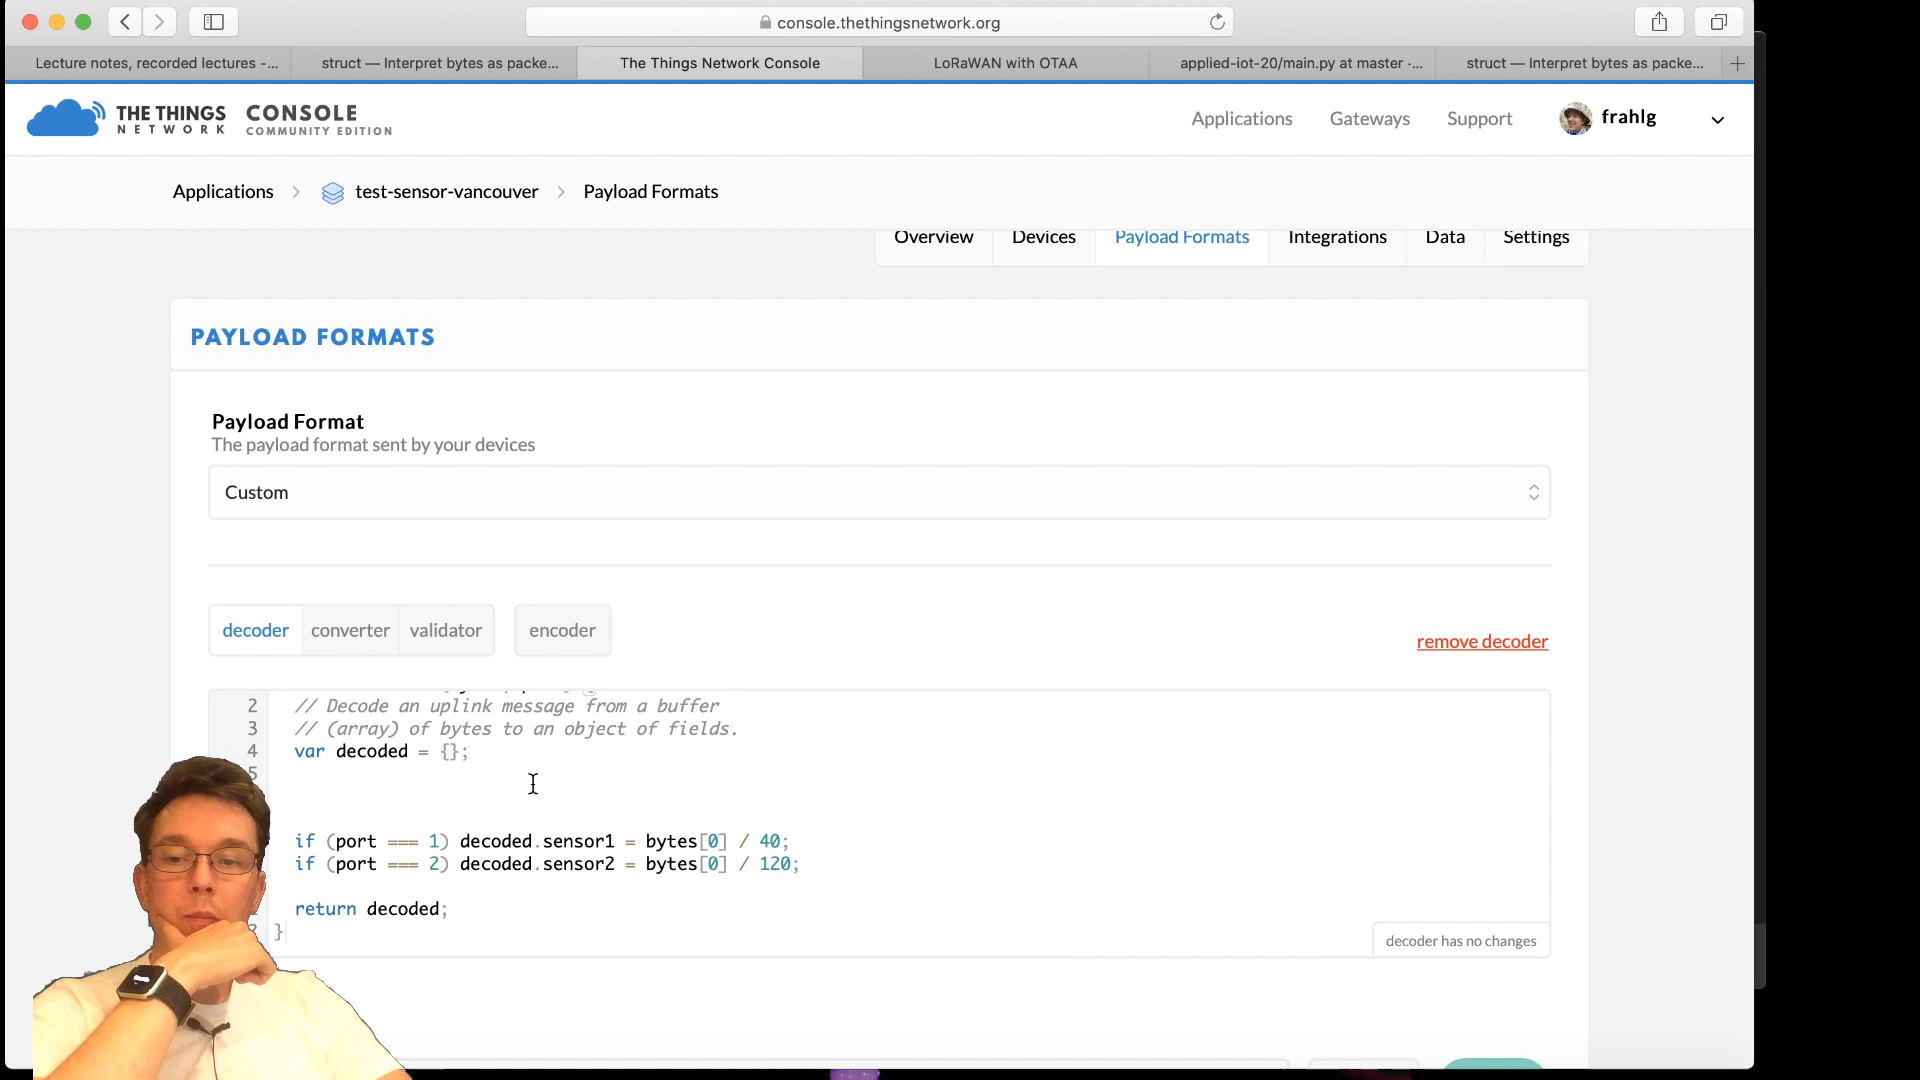 console.thethingsnetwork.org
Lecture notes, recorded lectures -...
struct — Interpret bytes as packe...
The Things Network Console
LoRaWAN with OTAA
applied-iot-20/main.py at master ·...
struct — Interpret bytes as packe...
THE THINGS
NETWORK
CONSOLE
COMMUNITY EDITION
Applications
Gateways
Support
frahlg
Applications
test-sensor-vancouver
Payload Formats
Overview
Devices
Payload Formats
Integrations
Data
Settings
PAYLOAD FORMATS
Payload Format
The payload format sent by your devices
Custom
decoder
converter
validator
encoder
remove decoder
2 // Decode an uplink message from a buffer
3 // (array) of bytes to an object of fields.
4 var decoded = {};
5
if (port === 1) decoded.sensor1 = bytes[0] / 40;
if (port === 2) decoded.sensor2 = bytes[0] / 120;
return decoded;
}
decoder has no changes